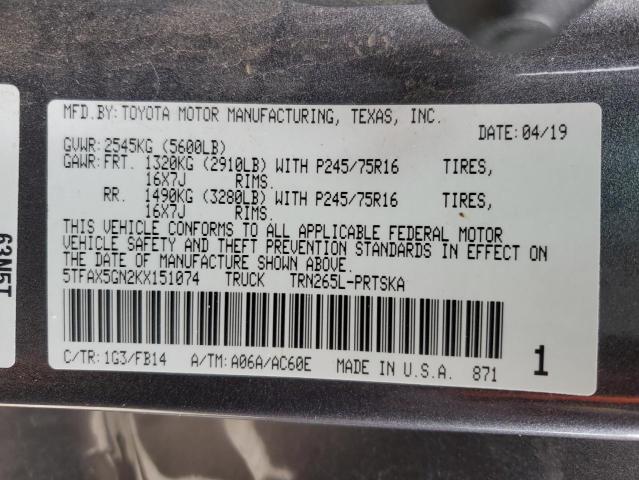 MFD.BY: TOYOTA MOTOR MANUFACTURING, TEXAS, INC.
DATE: 04/19
GVWR: 2545KG (5600LB)
GAWR: FRT. 1320KG (2910LB) WITH P245/75R16 TIRES,
16X7J RIMS.
RR. 1490KG (3280LB) WITH P245/75R16 TIRES,
16X7J RIMS.
THIS VEHICLE CONFORMS TO ALL APPLICABLE FEDERAL MOTOR
VEHICLE SAFETY AND THEFT PREVENTION STANDARDS IN EFFECT ON
THE DATE OF MANUFACTURE SHOWN ABOVE.
5TFAX5GN2KX151074 TRUCK TRN265L-PRTSKA
C/TR: 1G3/FB14 A/TM: A06A/AC60E MADE IN U.S.A. 871
1
63N5T